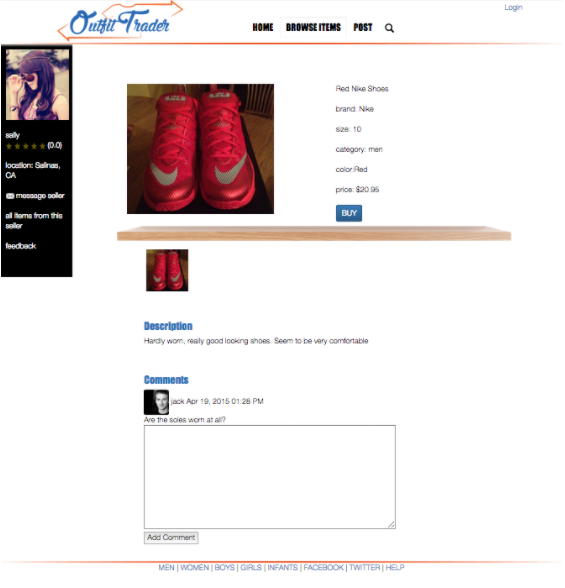 Login
Outfit Trader
HOME BROWSE ITEMS POST
sally
(0.0)
location: Salinas,
CA
message seller
all items from this
seller
feedback
Red Nike Shoes
brand: Nike
size: 10
category: men
color:Red
price: $20.95
BUY
Description
Hardly worn, really good looking shoes. Seem to be very comfortable
Comments
jack Apr 19, 2015 01:28 PM
Are the soles worn at all?
Add Comment
MEN | WOMEN | BOYS | GIRLS | INFANTS | FACEBOOK | TWITTER | HELP